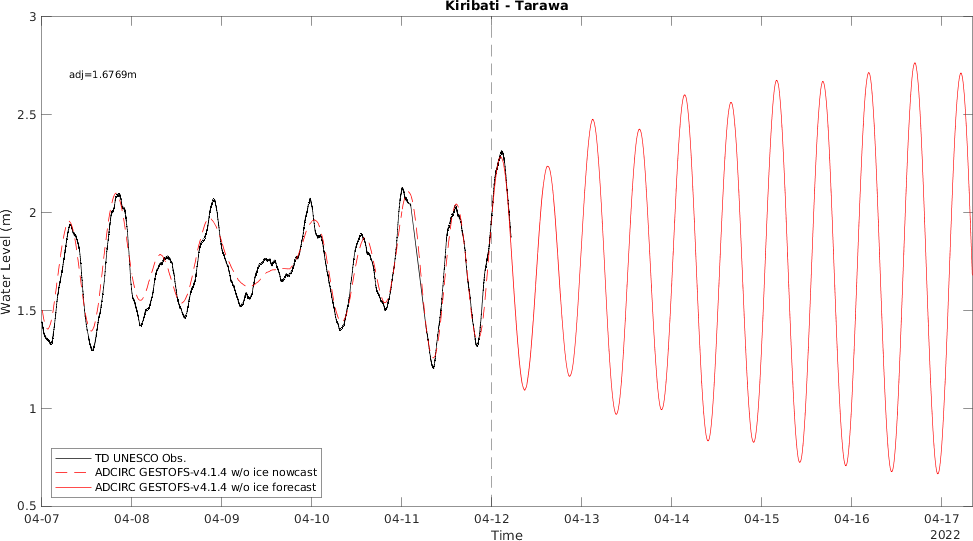 Kiribati - Tarawa
3
2.5
2
1.5
1
0.5
Water Level (m)
adj=1.6769m
TD UNESCO Obs.
ADCIRC GESTOFS-v4.1.4 w/o ice nowcast
ADCIRC GESTOFS-v4.1.4 w/o ice forecast
04-07 04-08 04-09 04-10 04-11 04-12 04-13 04-14 04-15 04-16 04-17
Time
2022